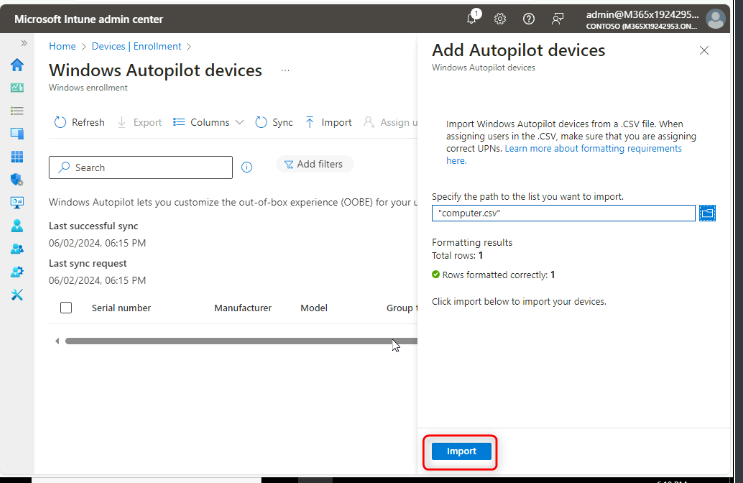 Microsoft Intune admin center
1
admin@M365x1924295...
CONTOSO (M365X19242953.ON...
Home > Devices | Enrollment >
Windows Autopilot devices ...
Windows enrollment
Refresh Export Columns Sync Import Assign u
Search
Add filters
Windows Autopilot lets you customize the out-of-box experience (OOBE) for your u
Last successful sync
06/02/2024, 06:15 PM
Last sync request
06/02/2024, 06:15 PM
Serial number Manufacturer Model Group t
Add Autopilot devices
Windows Autopilot devices
Import Windows Autopilot devices from a .CSV file. When
assigning users in the .CSV, make sure that you are assigning
correct UPNs. Learn more about formatting requirements
here.
Specify the path to the list you want to import.
"computer.csv"
Formatting results
Total rows: 1
Rows formatted correctly: 1
Click import below to import your devices.
Import